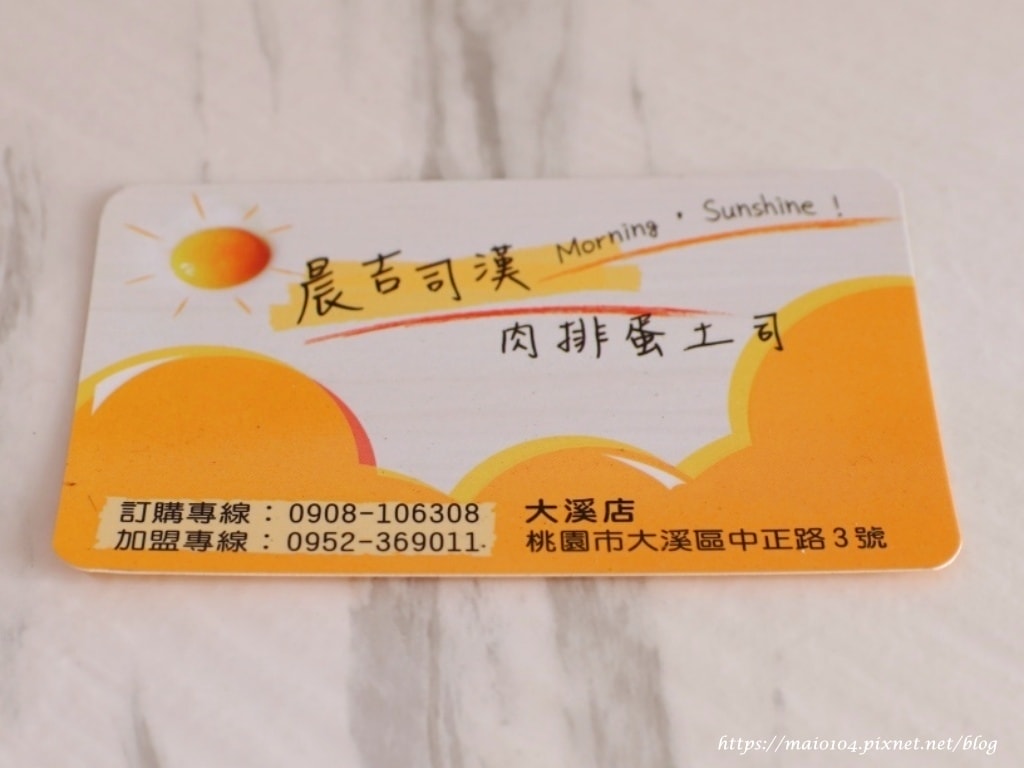 Morning · Sunshine !
晨吉司漢
肉排蛋土司
訂購專線：0908-106308
加盟專線：0952-369011
大溪店
桃園市大溪區中正路3號
https://maio104.pixnet.net/blog